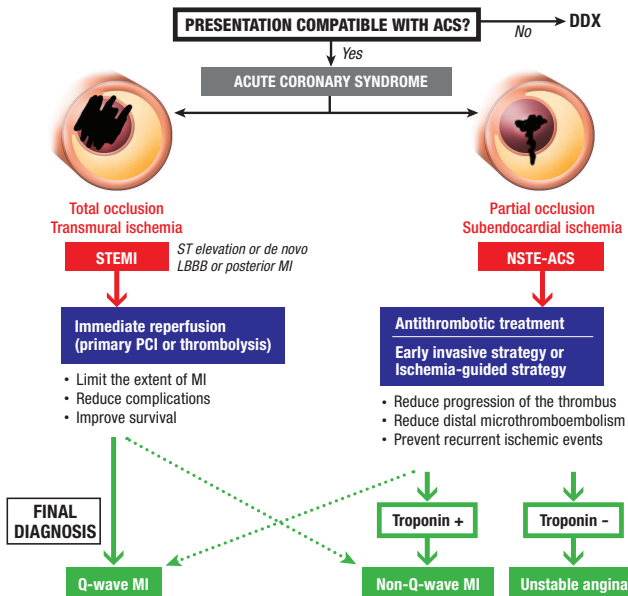 PRESENTATION COMPATIBLE WITH ACS?
No
DDX
Yes
ACUTE CORONARY SYNDROME
Total occlusion
Transmural ischemia
STEMI
ST elevation or de novo
LBBB or posterior MI
Immediate reperfusion
(primary PCI or thrombolysis)
• Limit the extent of MI
• Reduce complications
• Improve survival
Partial occlusion
Subendocardial ischemia
NSTE-ACS
Antithrombotic treatment
Early invasive strategy or
Ischemia-guided strategy
• Reduce progression of the thrombus
• Reduce distal microthromboembolism
• Prevent recurrent ischemic events
FINAL
DIAGNOSIS
Troponin +
Troponin -
Q-wave MI
Non-Q-wave MI
Unstable angina